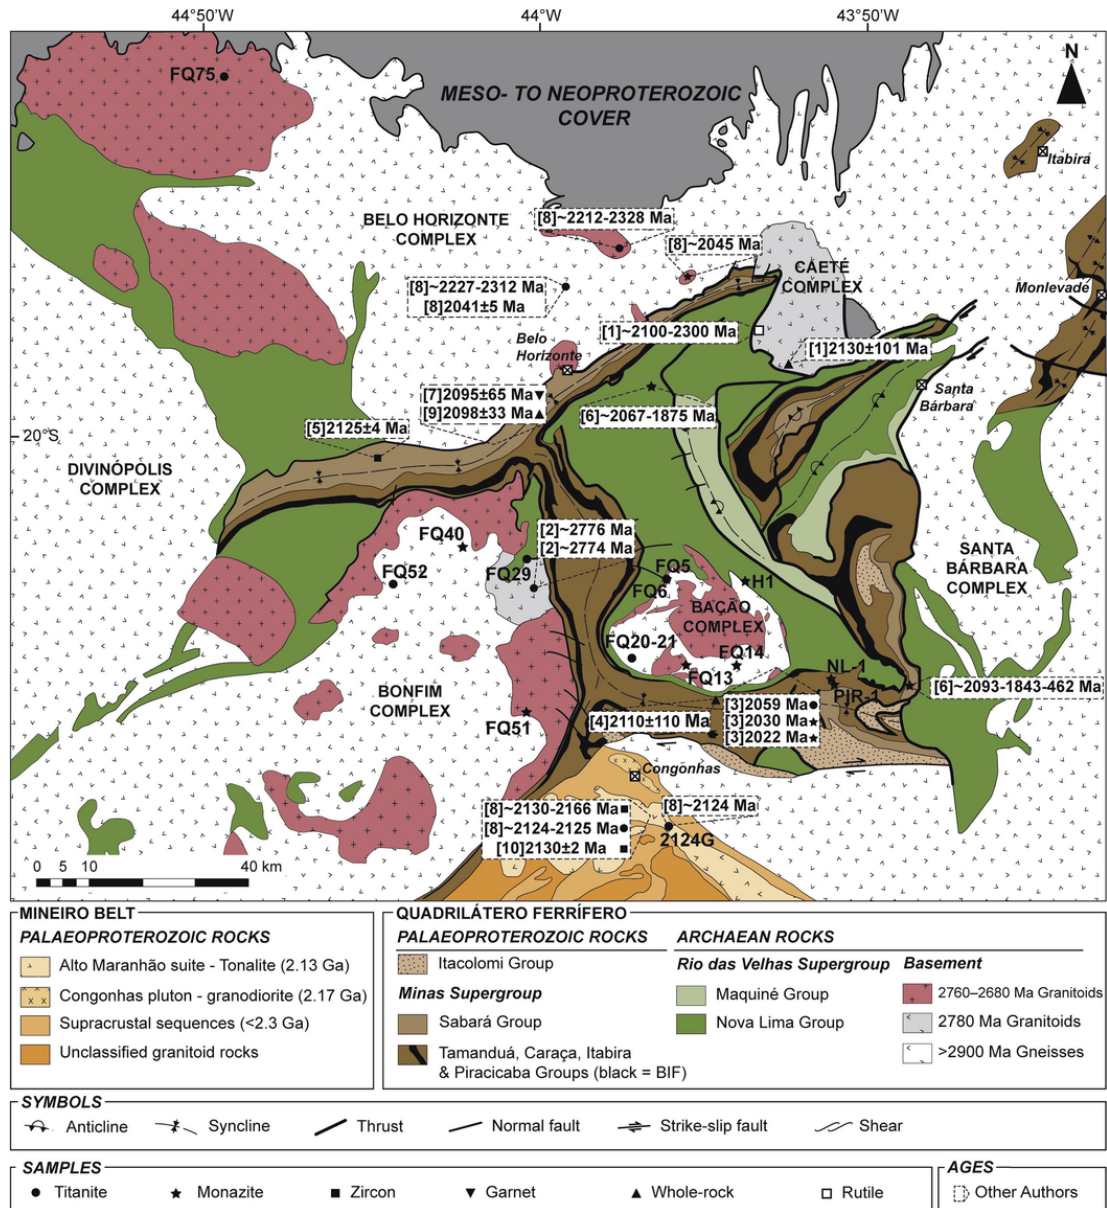 44°50'W
44°W
43°50'W
FQ75
MESO- TO NEOPROTEROZOIC
COVER
N
Itabira
BELO HORIZONTE
COMPLEX
[8]~2212-2328 Ma
[8]~2045 Ma
CAETÉ
COMPLEX
Monlevade
[8]~2227-2312 Ma
[8]2041±5 Ma
[1]~2100-2300 Ma
Belo
Horizonte
[1]2130±101 Ma
[7]2095±65 Ma
[9]2098±33 Ma
[6]~2067-1875 Ma
Santa
Bárbara
[5]2125±4 Ma
20°S
DIVINÓPOLIS
COMPLEX
FQ40
[2]~2776 Ma
[2]~2774 Ma
SANTA
BÁRBARA
COMPLEX
FQ52
FQ29
FQ5
FQ6
H1
BAÇÃO
COMPLEX
FQ20-21
FQ14
FQ13
NL-1
PIR-1
[6]~2093-1843-462 Ma
BONFIM
COMPLEX
FQ51
[3]2059 Ma
[3]2030 Ma
[3]2022 Ma
[4]2110±110 Ma
Congonhas
[8]~2130-2166 Ma
[8]~2124-2125 Ma
[10]2130±2 Ma
[8]~2124 Ma
2124G
0 5 10 40 km
MINEIRO BELT
PALAEOPROTEROZOIC ROCKS
Alto Maranhão suite - Tonalite (2.13 Ga)
Congonhas pluton - granodiorite (2.17 Ga)
Supracrustal sequences (<2.3 Ga)
Unclassified granitoid rocks
QUADRILÁTERO FERRÍFERO
PALAEOPROTEROZOIC ROCKS
Itacolomi Group
Minas Supergroup
Sabará Group
Tamanduá, Caraça, Itabira
& Piracicaba Groups (black = BIF)
ARCHAEAN ROCKS
Rio das Velhas Supergroup
Maquiné Group
Nova Lima Group
Basement
2760–2680 Ma Granitoids
2780 Ma Granitoids
>2900 Ma Gneisses
SYMBOLS
Anticline Syncline Thrust Normal fault Strike-slip fault Shear
SAMPLES
Titanite Monazite Zircon Garnet Whole-rock Rutile
AGES
Other Authors